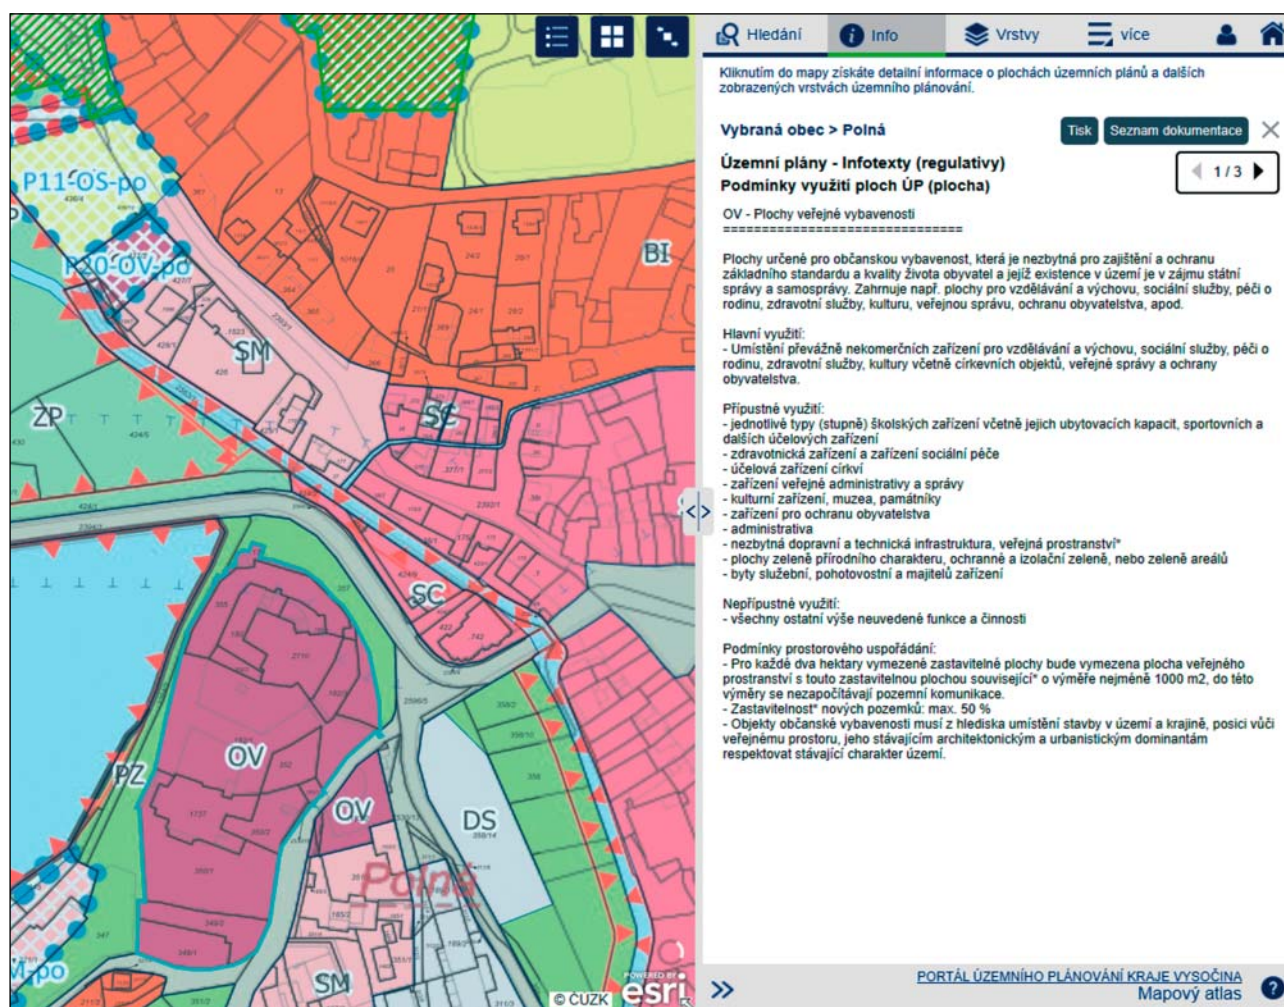 Hledání
Info
Vrstvy
více
Kliknutím do mapy získáte detailní informace o plochách územních plánů a dalších
zobrazených vrstvách územního plánování.
Vybraná obec > Polná
Tisk
Seznam dokumentace
Územní plány - Infotexty (regulativy)
Podmínky využití ploch ÚP (plocha)
1 / 3
OV - Plochy veřejné vybavenosti
===============================
Plochy určené pro občanskou vybavenost, která je nezbytná pro zajištění a ochranu
základního standardu a kvality života obyvatel a jejíž existence v území je v zájmu státní
správy a samosprávy. Zahrnuje např. plochy pro vzdělávání a výchovu, sociální služby, péči o
rodinu, zdravotní služby, kulturu, veřejnou správu, ochranu obyvatelstva, apod.
Hlavní využití:
- Umístění převážně nekomerčních zařízení pro vzdělávání a výchovu, sociální služby, péči o
rodinu, zdravotní služby, kultury včetně církevních objektů, veřejné správy a ochrany
obyvatelstva.
Přípustné využití:
- jednotlivé typy (stupně) školských zařízení včetně jejich ubytovacích kapacit, sportovních a
dalších účelových zařízení
- zdravotnická zařízení a zařízení sociální péče
- účelová zařízení církví
- zařízení veřejné administrativy a správy
- kulturní zařízení, muzea, památníky
- zařízení pro ochranu obyvatelstva
- administrativa
- nezbytná dopravní a technická infrastruktura, veřejná prostranství*
- plochy zeleně přírodního charakteru, ochranné a izolační zeleně, nebo zeleně areálů
- byty služební, pohotovostní a majitelů zařízení
Nepřípustné využití:
- všechny ostatní výše neuvedené funkce a činnosti
Podmínky prostorového uspořádání:
- Pro každé dva hektary vymezené zastavitelné plochy bude vymezena plocha veřejného
prostranství s touto zastavitelnou plochou související* o výměře nejméně 1000 m2, do této
výměry se nezapočítávají pozemní komunikace.
- Zastavitelnost* nových pozemků: max. 50 %
- Objekty občanské vybavenosti musí z hlediska umístění stavby v území a krajině, posici vůči
veřejnému prostoru, jeho stávajícím architektonickým a urbanistickým dominantám
respektovat stávající charakter území.
PORTÁL ÚZEMNÍHO PLÁNOVÁNÍ KRAJE VYSOČINA
Mapový atlas
P11-OS-po
P20-OV-po
BI
SM
SC
ZP
SC
OV
PZ
OV
DS
Polná
M-po
SM
POWERED BY
esri
© ČÚZK